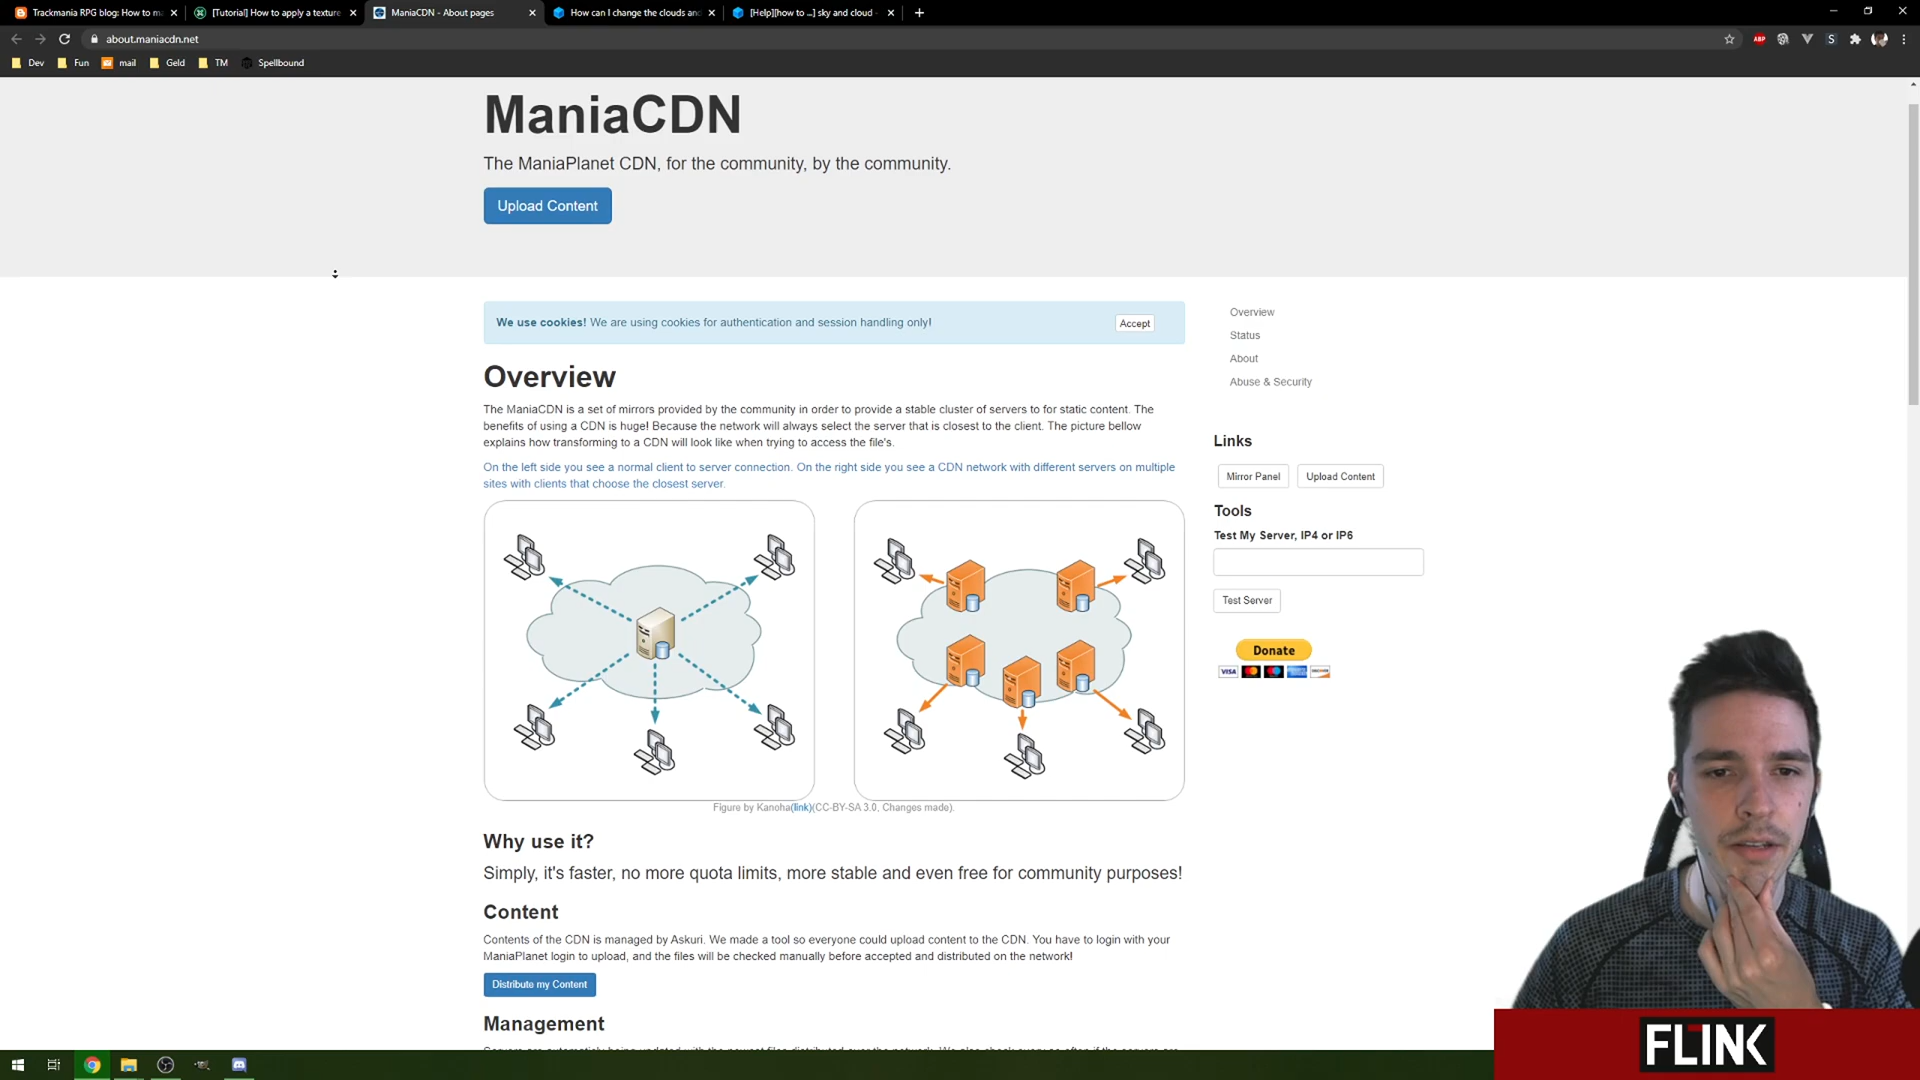 Trackmania RPG blog: How to ma
[Tutorial] How to apply a texture
ManiaCDN - About pages
How can I change the clouds and
[Help][how to ...] sky and cloud -
about.maniacdn.net
ABP
S
Dev
Fun
mail
Geld
TM
Spellbound
ManiaCDN
The ManiaPlanet CDN, for the community, by the community.
Upload Content
We use cookies! We are using cookies for authentication and session handling only!
Accept
Overview
The ManiaCDN is a set of mirrors provided by the community in order to provide a stable cluster of servers to for static content. The
benefits of using a CDN is huge! Because the network will always select the server that is closest to the client. The picture bellow
explains how transforming to a CDN will look like when trying to access the file's.
On the left side you see a normal client to server connection. On the right side you see a CDN network with different servers on multiple
sites with clients that choose the closest server.
Figure by Kanoha(link)(CC-BY-SA 3.0, Changes made).
Why use it?
Simply, it's faster, no more quota limits, more stable and even free for community purposes!
Content
Contents of the CDN is managed by Askuri. We made a tool so everyone could upload content to the CDN. You have to login with your
ManiaPlanet login to upload, and the files will be checked manually before accepted and distributed on the network!
Distribute my Content
Management
Overview
Status
About
Abuse & Security
Links
Mirror Panel
Upload Content
Tools
Test My Server, IP4 or IP6
Test Server
Donate
VISA
FLINK